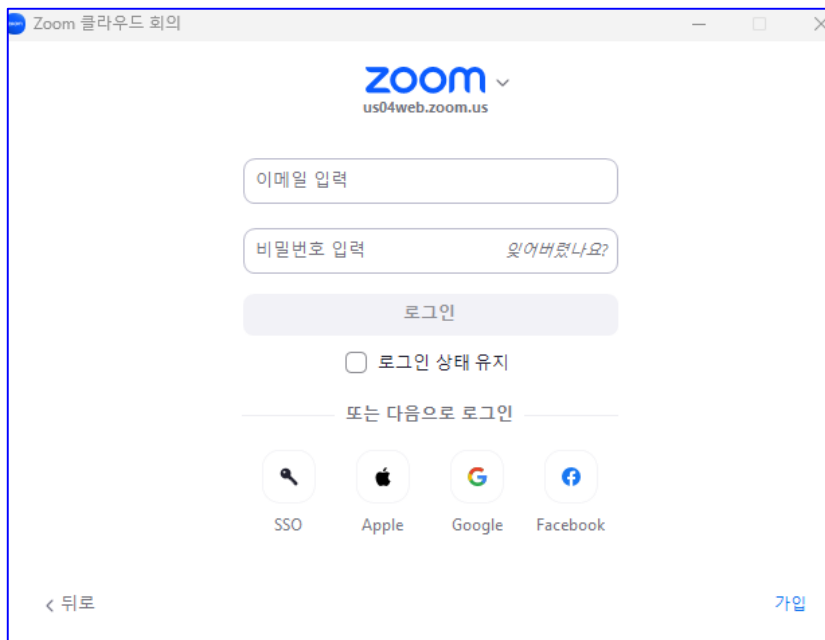 Zoom 클라우드 회의
zoom
us04web.zoom.us
이메일 입력
비밀번호 입력 잊어버렸나요?
로그인
로그인 상태 유지
또는 다음으로 로그인
SSO Apple Google Facebook
뒤로 가입